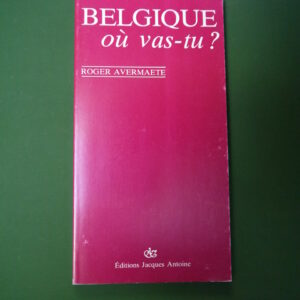 BELGIQUE
où vas-tu ?
ROGER AVERMAETE
Éditions Jacques Antoine